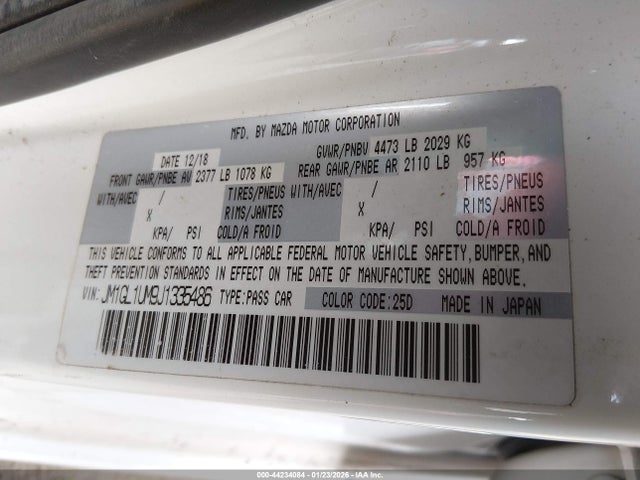 MFD. BY MAZDA MOTOR CORPORATION
DATE 12/18 GVWR/PNBV 4473 LB 2029 KG
FRONT GAWR/PNBE AV 2377 LB 1078 KG REAR GAWR/PNBE AR 2110 LB 957 KG
WITH/AVEC / TIRES/PNEUS WITH/AVEC / TIRES/PNEUS
X RIMS/JANTES X RIMS/JANTES
KPA/ PSI COLD/A FROID KPA/ PSI COLD/A FROID
THIS VEHICLE CONFORMS TO ALL APPLICABLE FEDERAL MOTOR VEHICLE SAFETY, BUMPER, AND
THEFT PREVENTION STANDARDS IN EFFECT ON THE DATE OF MANUFACTURE SHOWN ABOVE.
VIN: JM1GL1UM9J1335486 TYPE:PASS CAR COLOR CODE:25D MADE IN JAPAN
000-44234084 - 01/23/2026 - © IAA Inc.